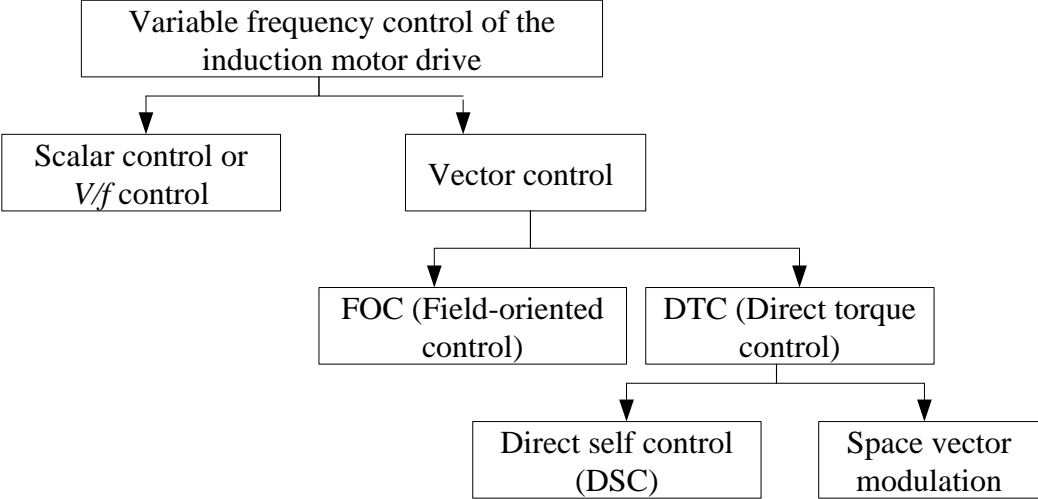 Variable frequency control of the
induction motor drive
Scalar control or
V/f control
Vector control
FOC (Field-oriented
control)
DTC (Direct torque
control)
Direct self control
(DSC)
Space vector
modulation